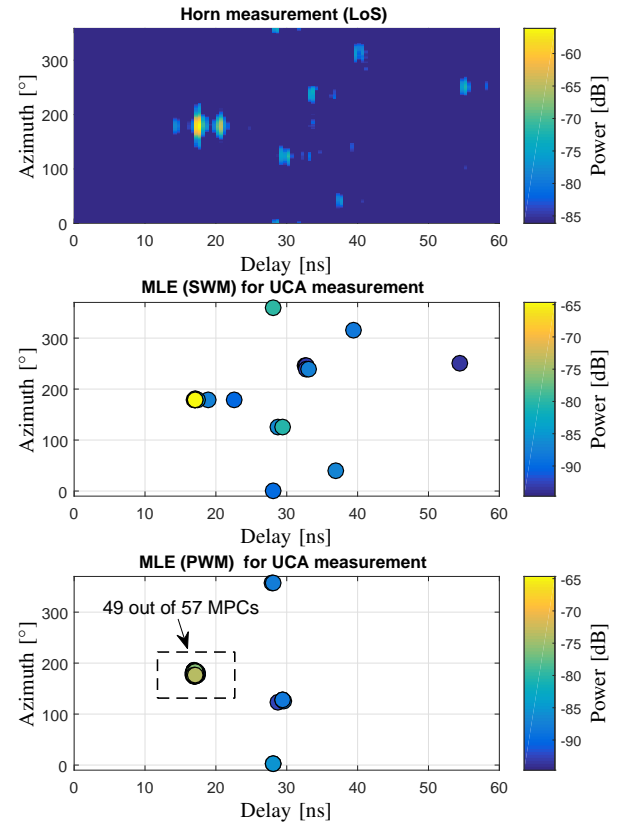 Horn measurement (LoS)
Azimuth [°]
300
200
100
0
0 10 20 30 40 50 60
Delay [ns]
-60
-65
-70
-75
-80
-85
Power [dB]
MLE (SWM) for UCA measurement
Azimuth [°]
300
200
100
0
0 10 20 30 40 50 60
Delay [ns]
-65
-70
-75
-80
-85
-90
Power [dB]
MLE (PWM) for UCA measurement
49 out of 57 MPCs
Azimuth [°]
300
200
100
0
0 10 20 30 40 50 60
Delay [ns]
-65
-70
-75
-80
-85
-90
Power [dB]